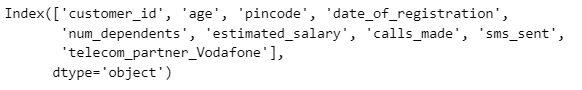 Index(['customer_id', 'age', 'pincode', 'date_of_registration',
'num_dependents', 'estimated_salary', 'calls_made', 'sms_sent',
'telecom_partner_Vodafone'],
dtype='object')